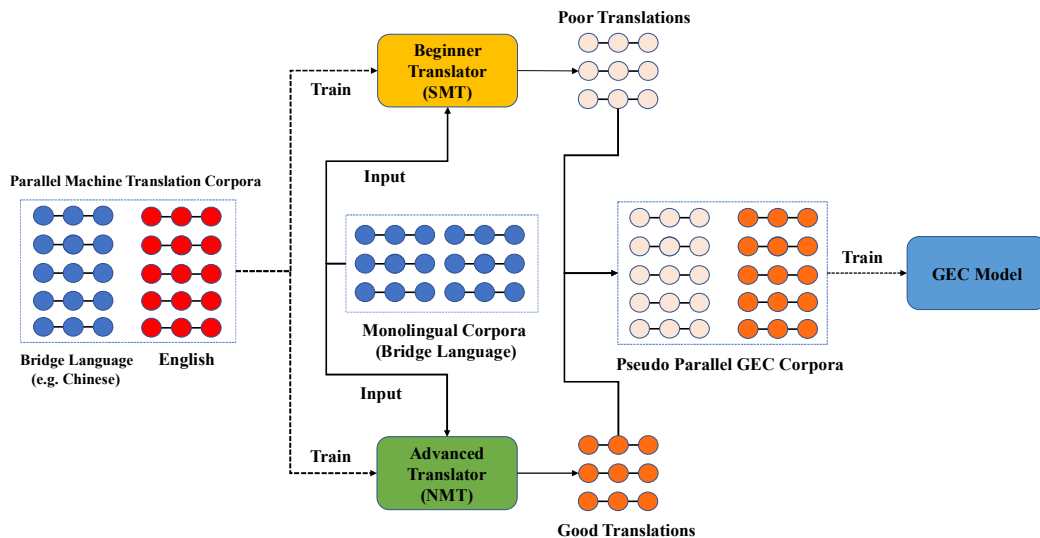 Poor Translations
Beginner
Translator
(SMT)
Train
Input
Parallel Machine Translation Corpora
Bridge Language
(e.g. Chinese)
English
Monolingual Corpora
(Bridge Language)
Train
GEC Model
Pseudo Parallel GEC Corpora
Input
Train
Advanced
Translator
(NMT)
Good Translations